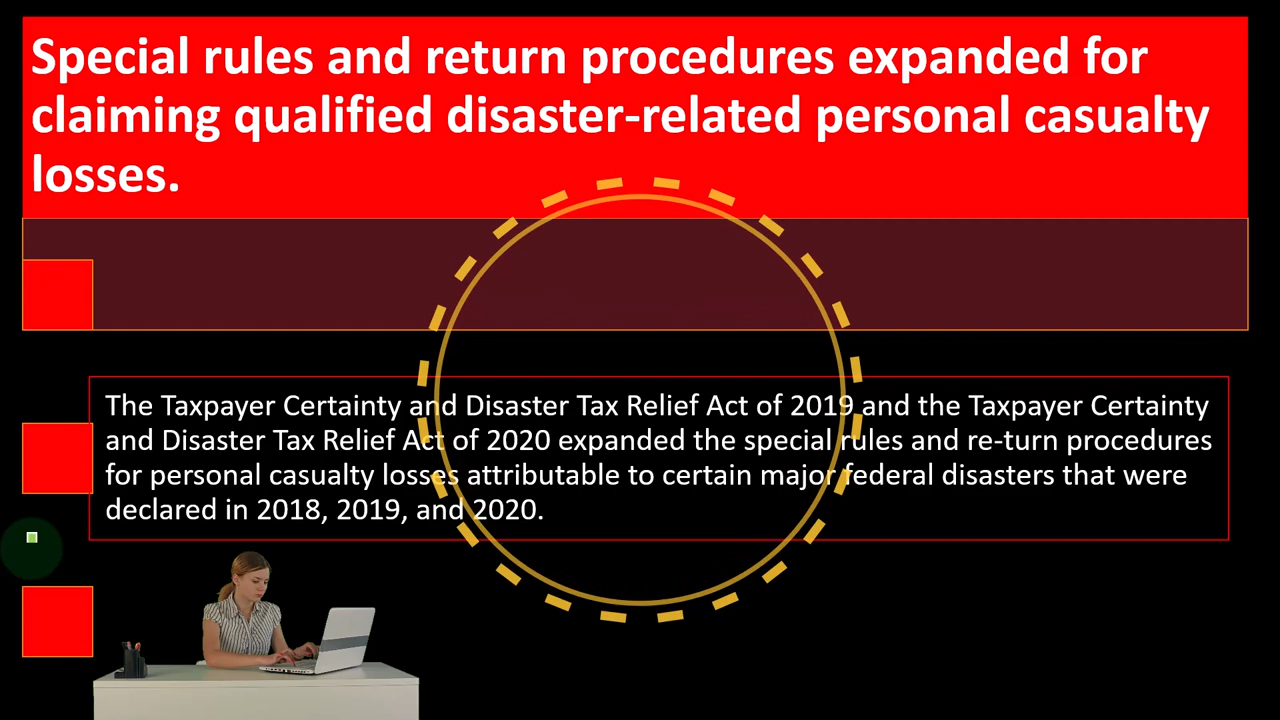 Special rules and return procedures expanded for
claiming qualified disaster-related personal casualty
losses.
The Taxpayer Certainty and Disaster Tax Relief Act of 2019 and the Taxpayer Certainty
and Disaster Tax Relief Act of 2020 expanded the special rules and re-turn procedures
for personal casualty losses attributable to certain major federal disasters that were
declared in 2018, 2019, and 2020.